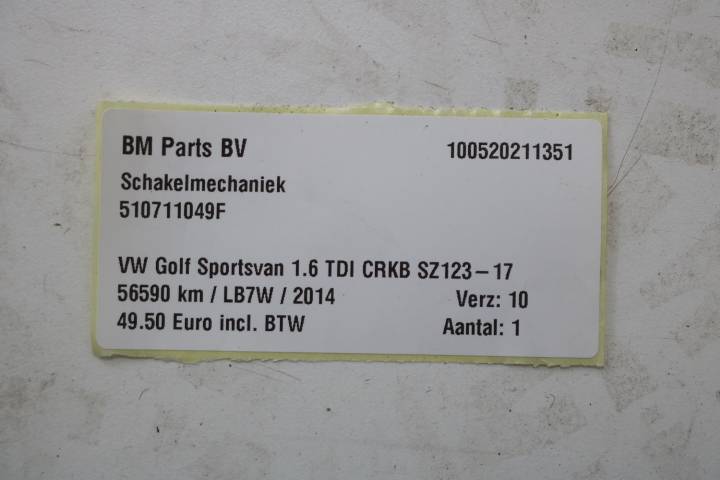 BM Parts BV 100520211351
Schakelmechaniek
510711049F
VW Golf Sportsvan 1.6 TDI CRKB SZ123-17
56590 km / LB7W / 2014 Verz: 10
49.50 Euro incl. BTW Aantal: 1